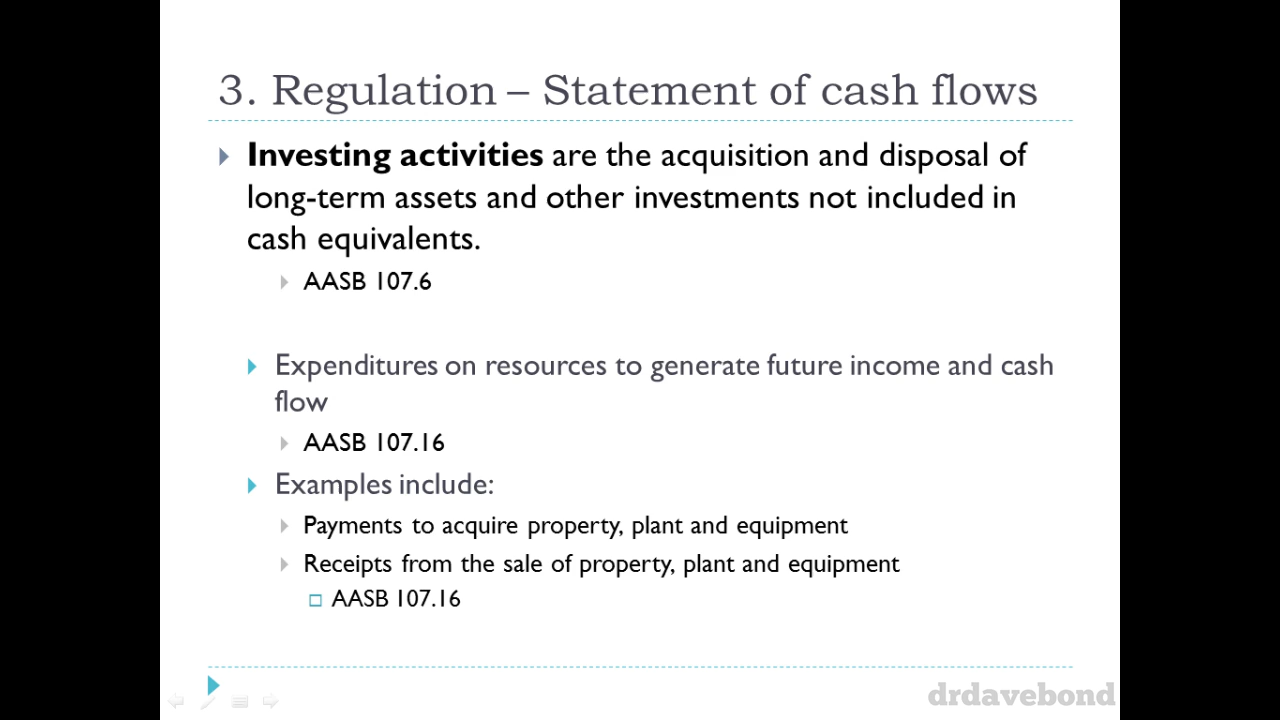 3. Regulation – Statement of cash flows
Investing activities are the acquisition and disposal of
long-term assets and other investments not included in
cash equivalents.
AASB 107.6
Expenditures on resources to generate future income and cash
flow
AASB 107.16
Examples include:
Payments to acquire property, plant and equipment
Receipts from the sale of property, plant and equipment
AASB 107.16
drdavebond